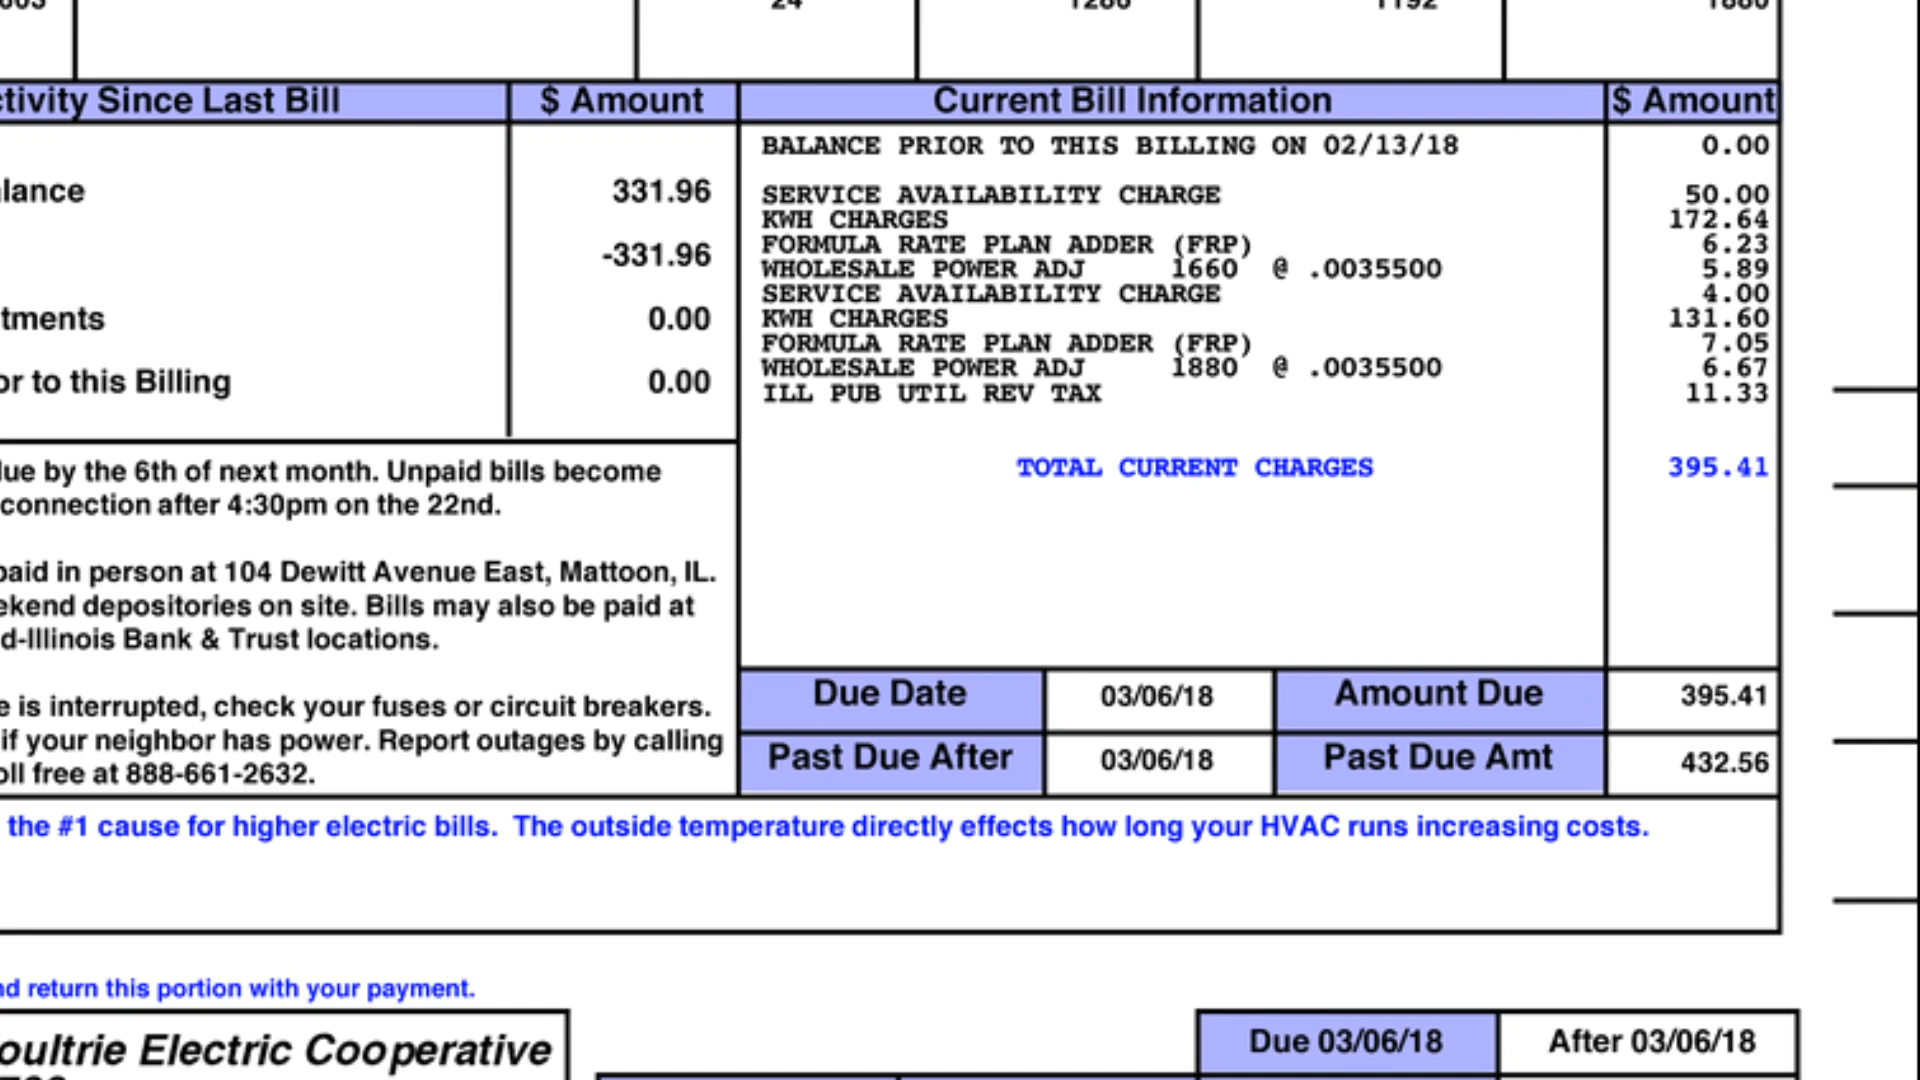 24 1286 1192 1880
ctivity Since Last Bill $ Amount Current Bill Information $ Amount
BALANCE PRIOR TO THIS BILLING ON 02/13/18 0.00
lance 331.96
SERVICE AVAILABILITY CHARGE 50.00
KWH CHARGES 172.64
-331.96
FORMULA RATE PLAN ADDER (FRP) 6.23
WHOLESALE POWER ADJ 1660 @ .0035500 5.89
SERVICE AVAILABILITY CHARGE 4.00
tments 0.00
KWH CHARGES 131.60
FORMULA RATE PLAN ADDER (FRP) 7.05
WHOLESALE POWER ADJ 1880 @ .0035500 6.67
or to this Billing 0.00
ILL PUB UTIL REV TAX 11.33
TOTAL CURRENT CHARGES 395.41
lue by the 6th of next month. Unpaid bills become
connection after 4:30pm on the 22nd.
paid in person at 104 Dewitt Avenue East, Mattoon, IL.
ekend depositories on site. Bills may also be paid at
d-Illinois Bank & Trust locations.
e is interrupted, check your fuses or circuit breakers.
if your neighbor has power. Report outages by calling
oll free at 888-661-2632.
Due Date 03/06/18 Amount Due 395.41
Past Due After 03/06/18 Past Due Amt 432.56
the #1 cause for higher electric bills. The outside temperature directly effects how long your HVAC runs increasing costs.
nd return this portion with your payment.
oultrie Electric Cooperative
Due 03/06/18 After 03/06/18